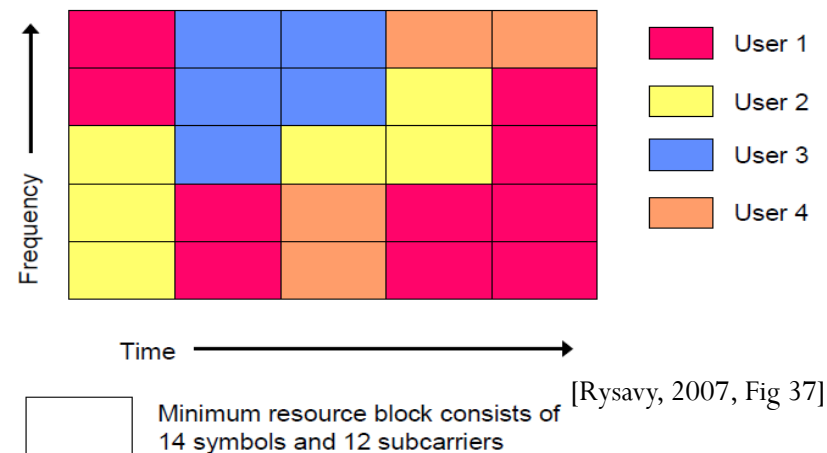 User 1
User 2
User 3
User 4
Frequency
Time
[Rysavy, 2007, Fig 37]
Minimum resource block consists of
14 symbols and 12 subcarriers